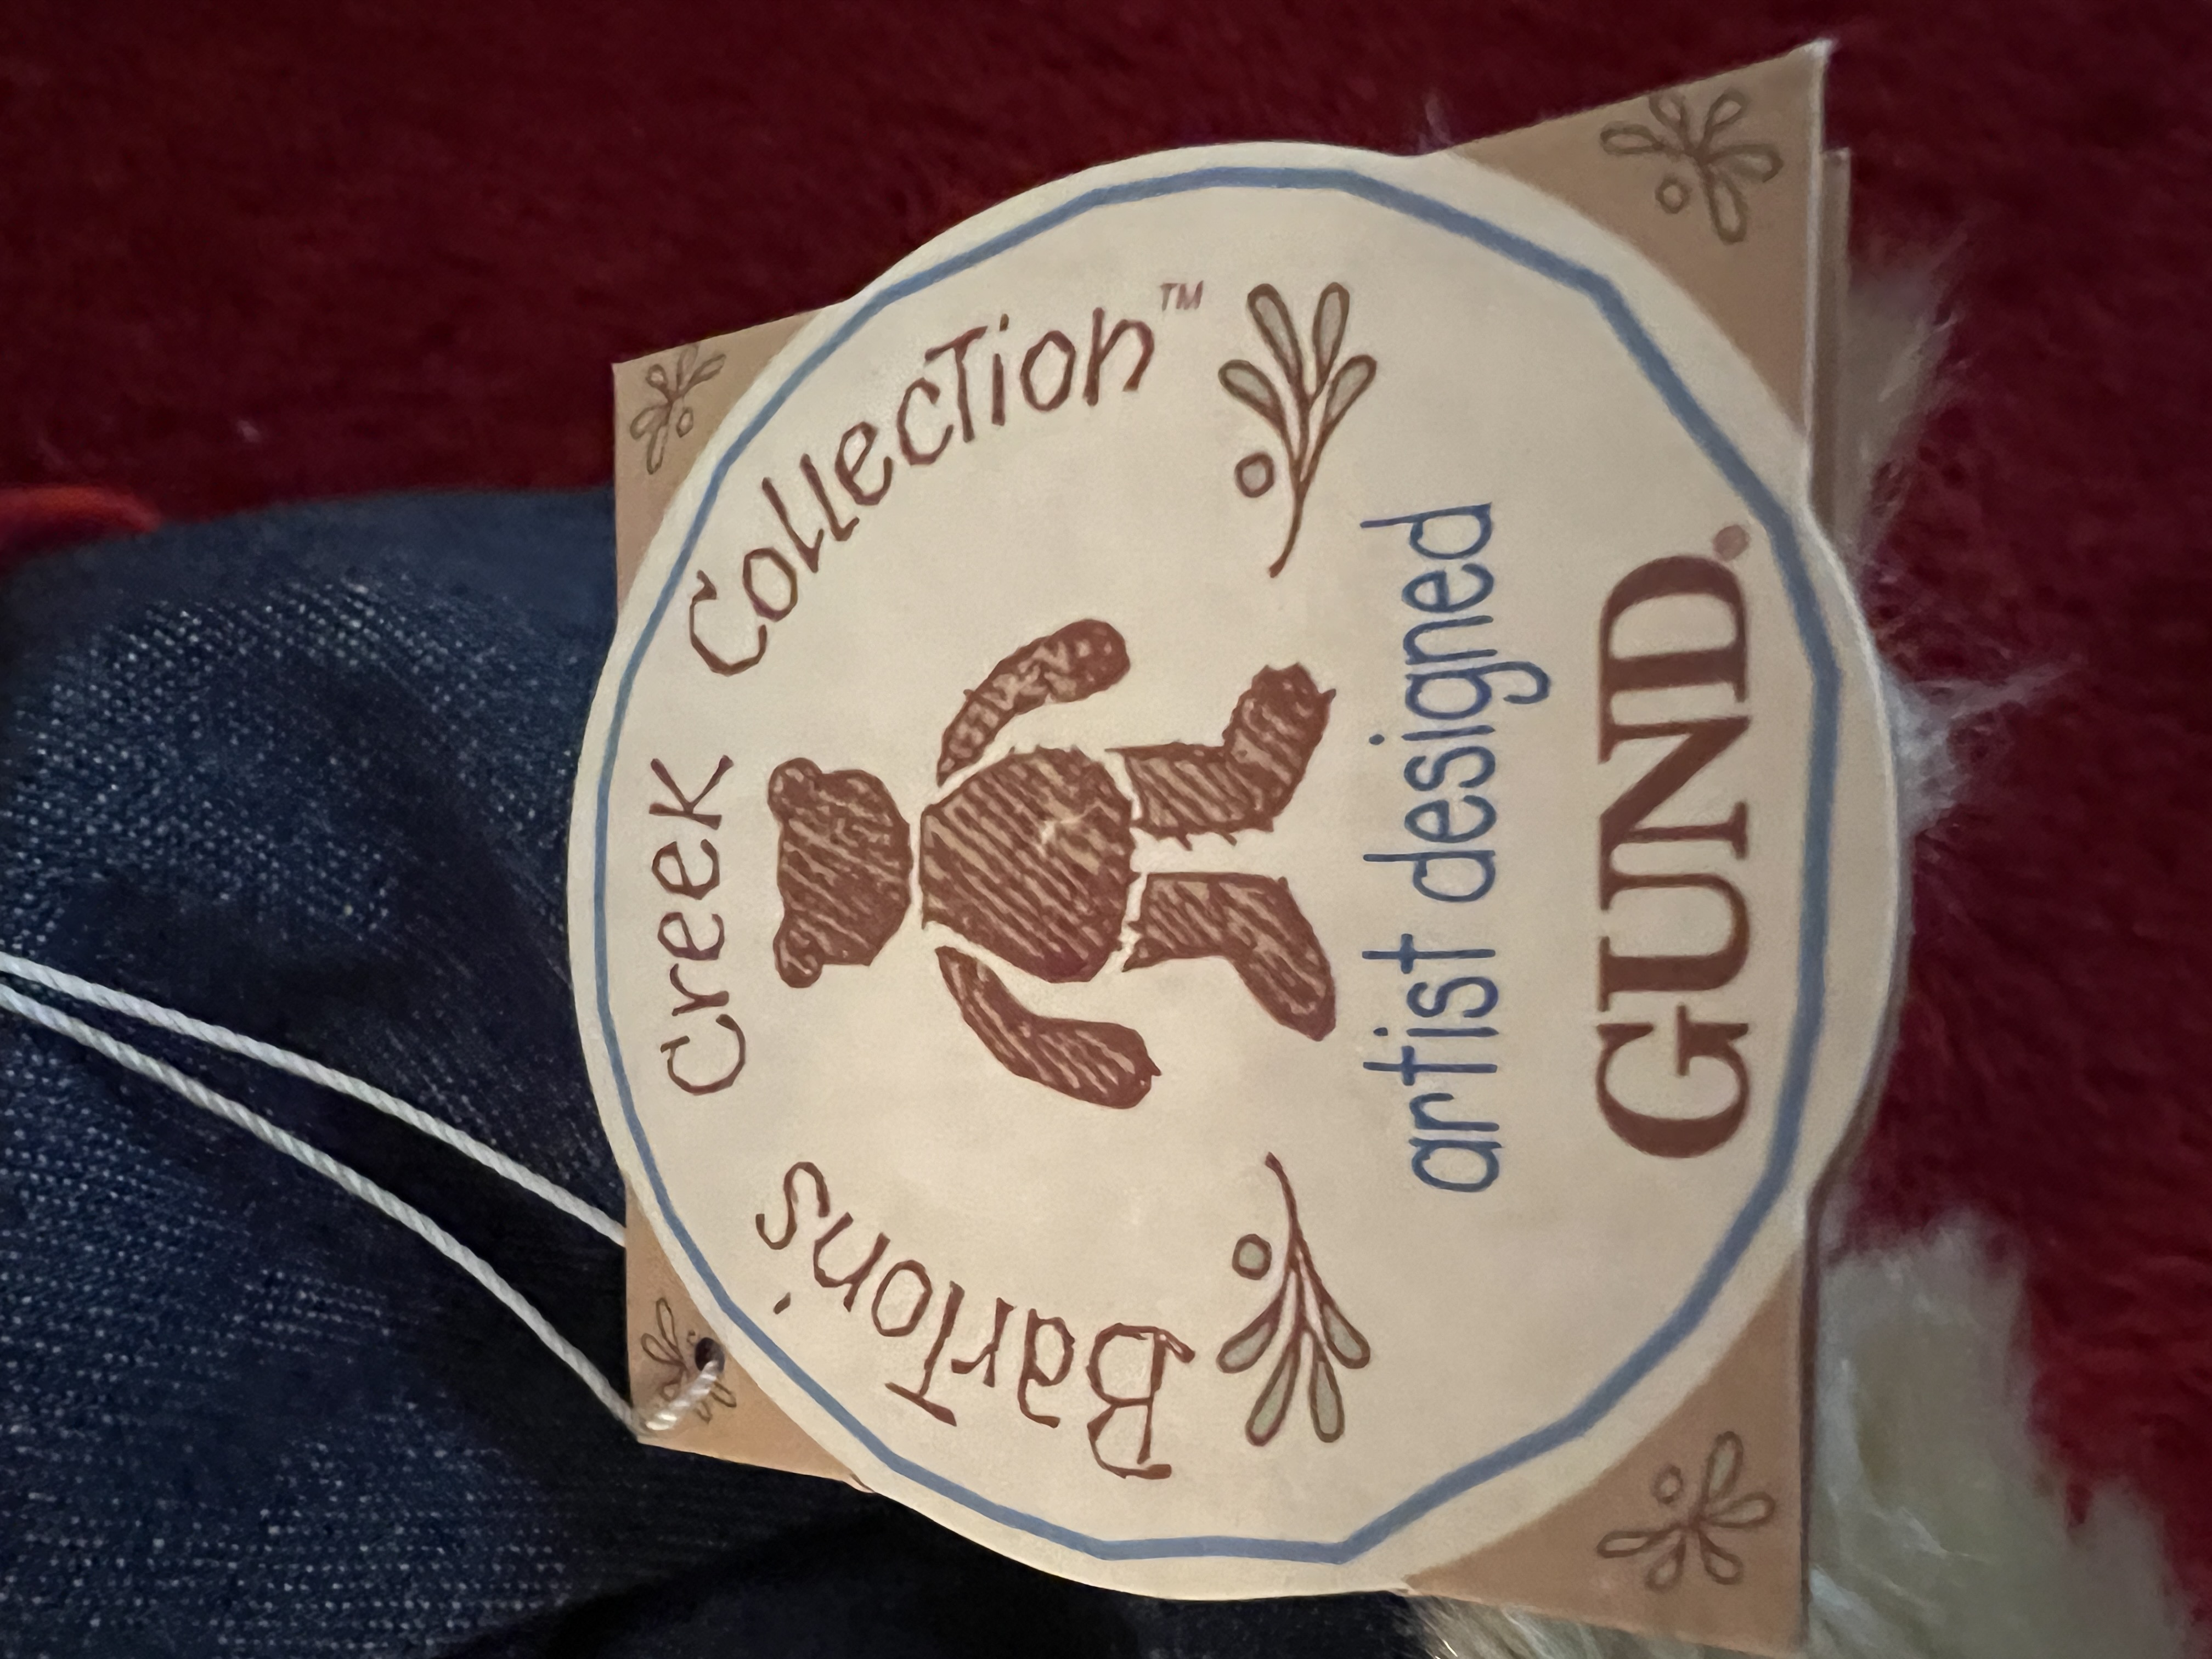 Barton's Creek Collection™
artist designed
GUND®